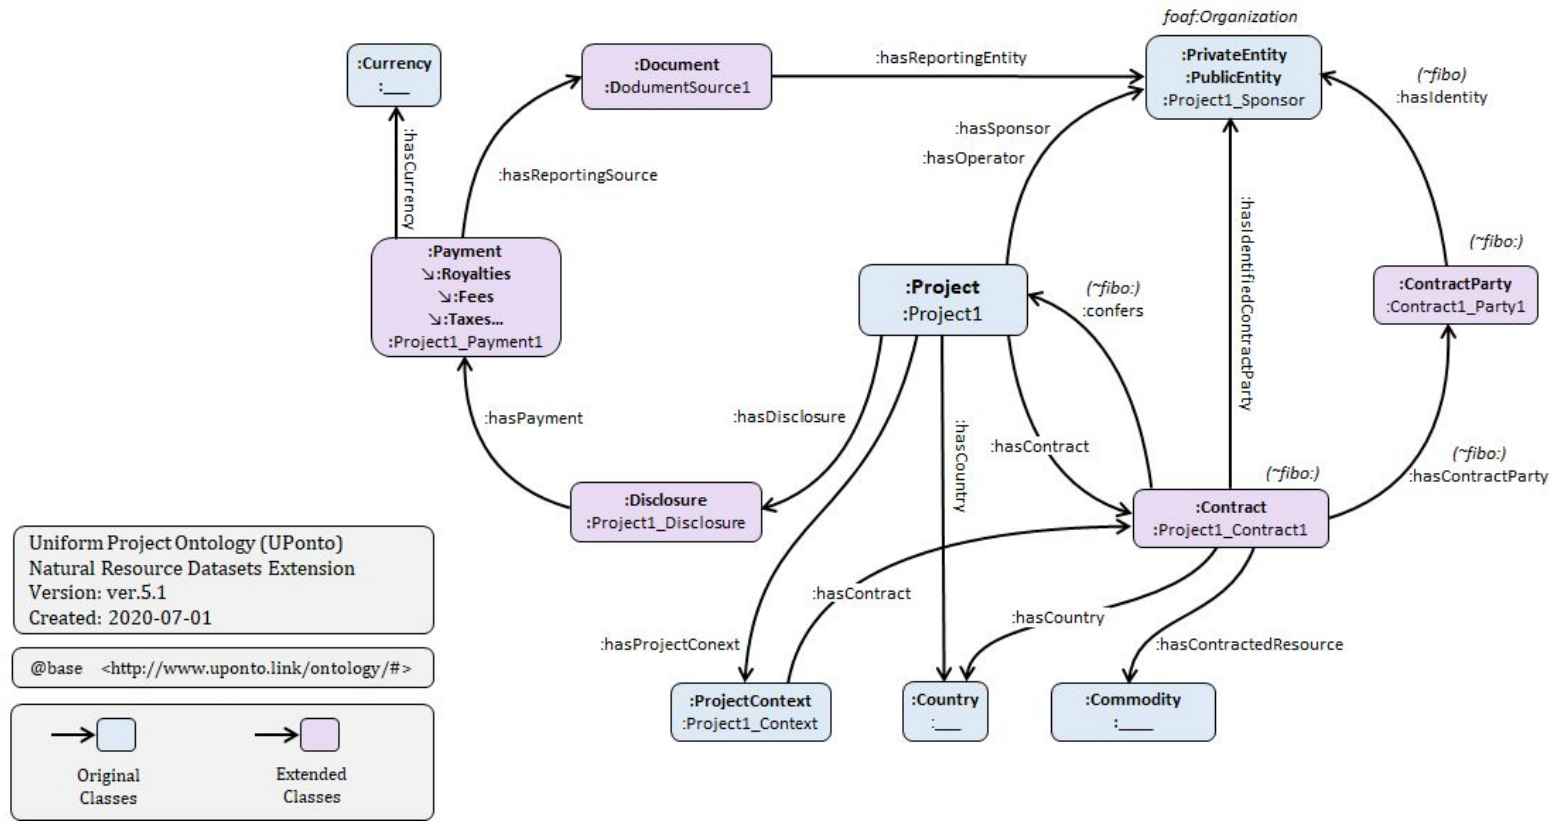 foaf:Organization
:Currency
:___
:Document
:DodumentSource1
:hasReportingEntity
:PrivateEntity
:PublicEntity
:Project1_Sponsor
(~fibo)
:hasIdentity
:hasSponsor
:hasOperator
:hasCurrency
:hasReportingSource
:hasIdentifiedContractParty
(~fibo:)
:Payment
↘:Royalties
↘:Fees
↘:Taxes...
:Project1_Payment1
:Project
:Project1
(~fibo:)
:confers
:ContractParty
:Contract1_Party1
:hasPayment
:hasDisclosure
:hasCountry
:hasContract
(~fibo:)
:hasContractParty
(~fibo:)
:Disclosure
:Project1_Disclosure
:Contract
:Project1_Contract1
Uniform Project Ontology (UPonto)
Natural Resource Datasets Extension
Version: ver.5.1
Created: 2020-07-01
:hasContract
:hasCountry
:hasProjectConext
:hasContractedResource
@base <http://www.uponto.link/ontology/#>
:ProjectContext
:Project1_Context
:Country
:___
:Commodity
:____
Original
Classes
Extended
Classes